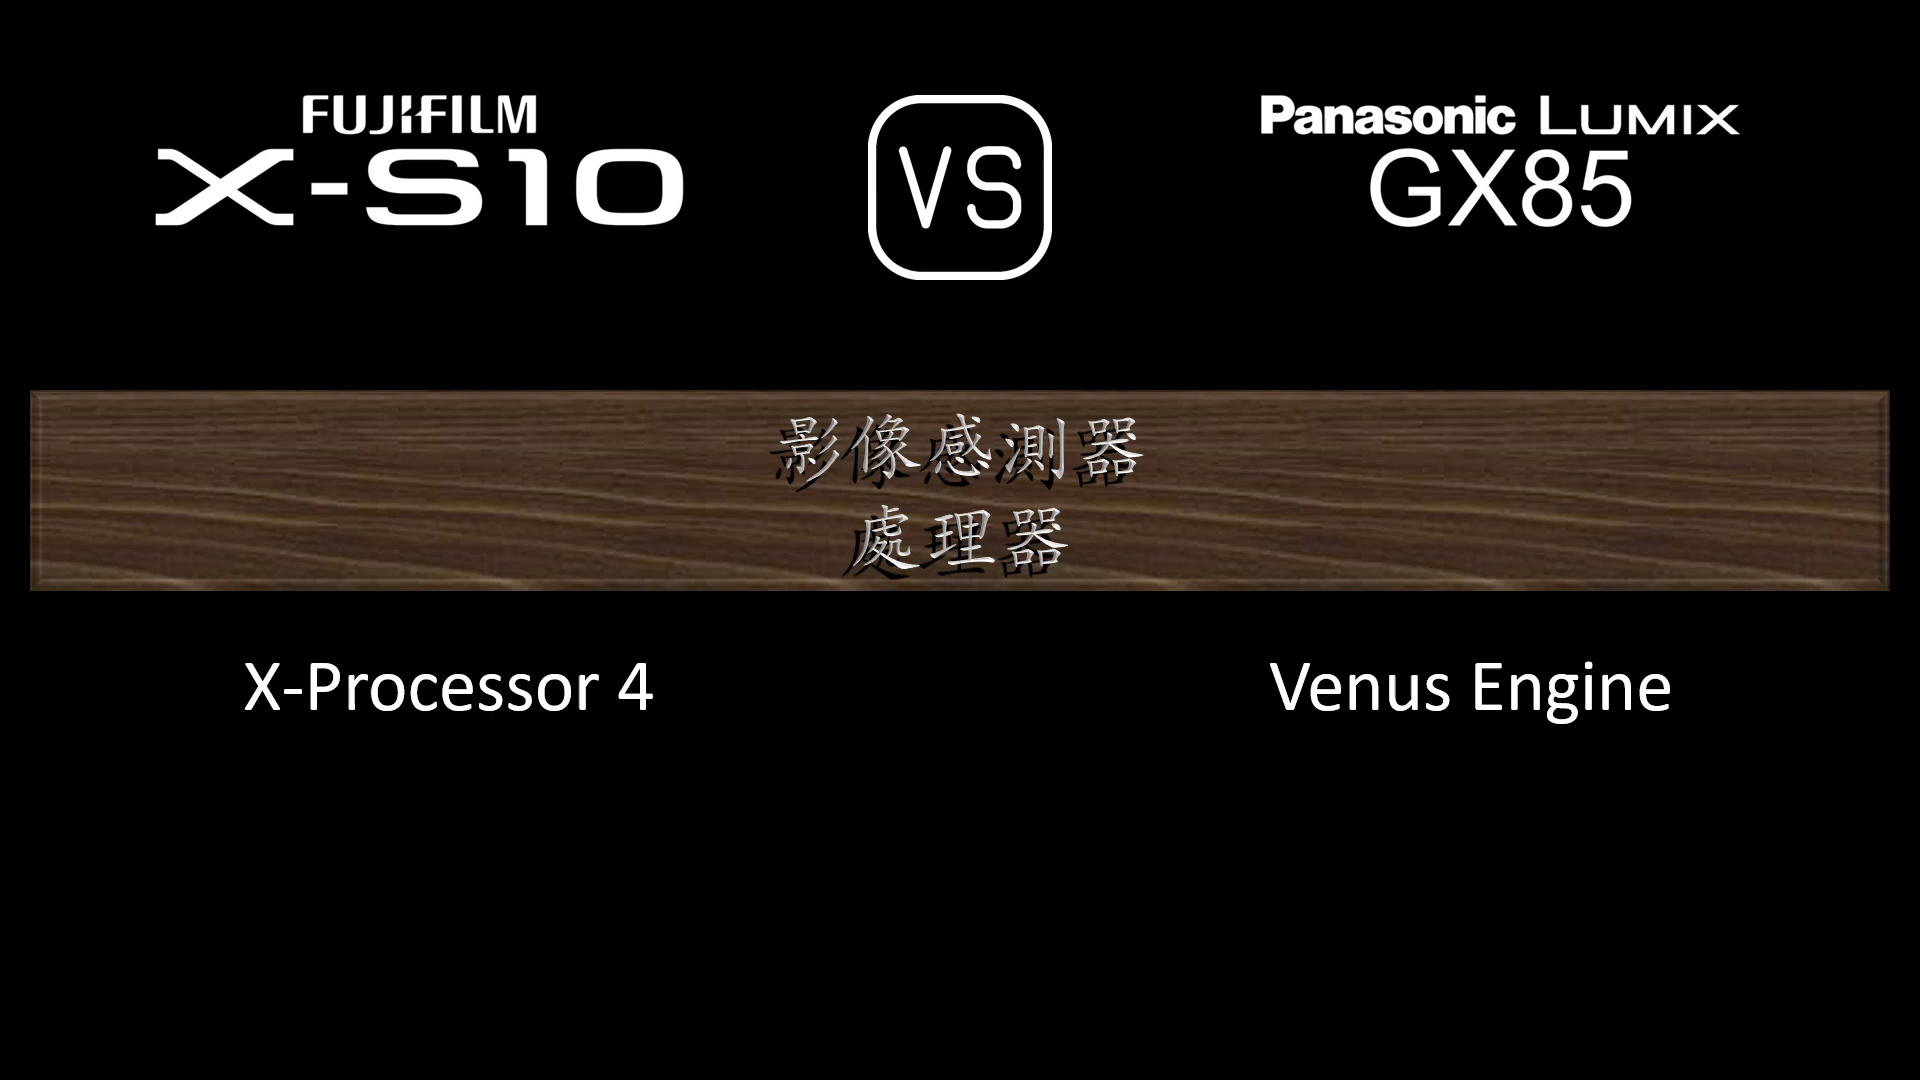 FUJIFILM
X-S10
VS
Panasonic LUMIX
GX85
影像感測器
處理器
X-Processor 4
Venus Engine